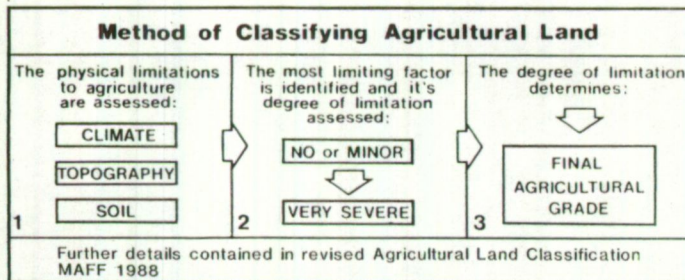 Method of Classifying Agricultural Land
The physical limitations
to agriculture
are assessed:
CLIMATE
TOPOGRAPHY
SOIL
1
The most limiting factor
is identified and it's
degree of limitation
assessed:
NO or MINOR
VERY SEVERE
2
The degree of limitation
determines:
FINAL
AGRICULTURAL
GRADE
3
Further details contained in revised Agricultural Land Classification
MAFF 1988